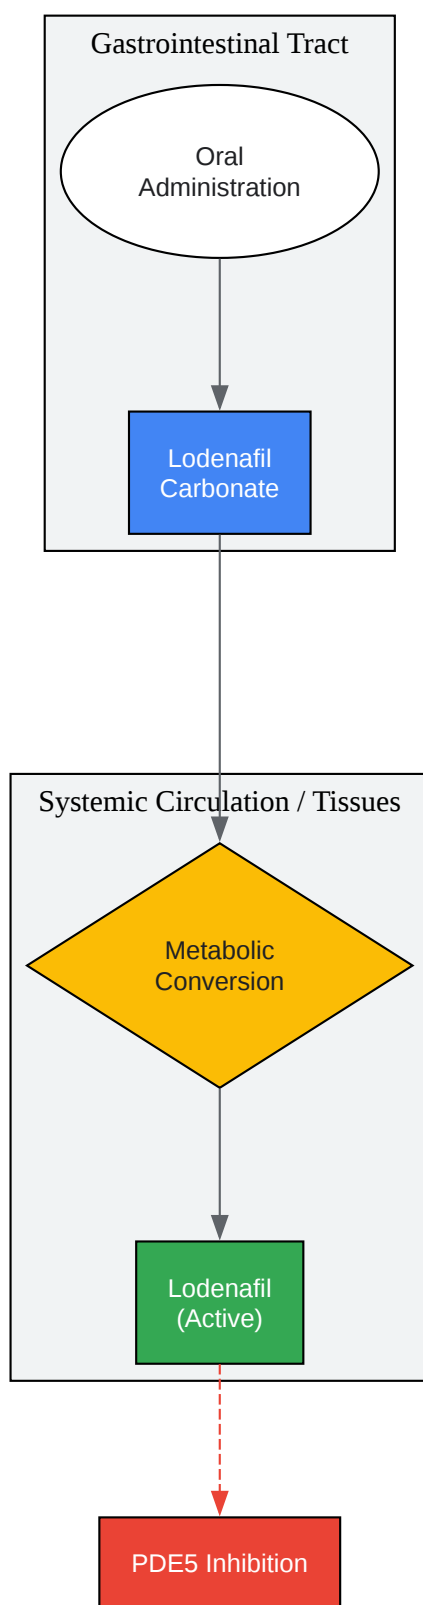 Gastrointestinal Tract
Oral
Administration
Lodenafil
Carbonate
Systemic Circulation / Tissues
Metabolic
Conversion
Lodenafil
(Active)
PDE5 Inhibition